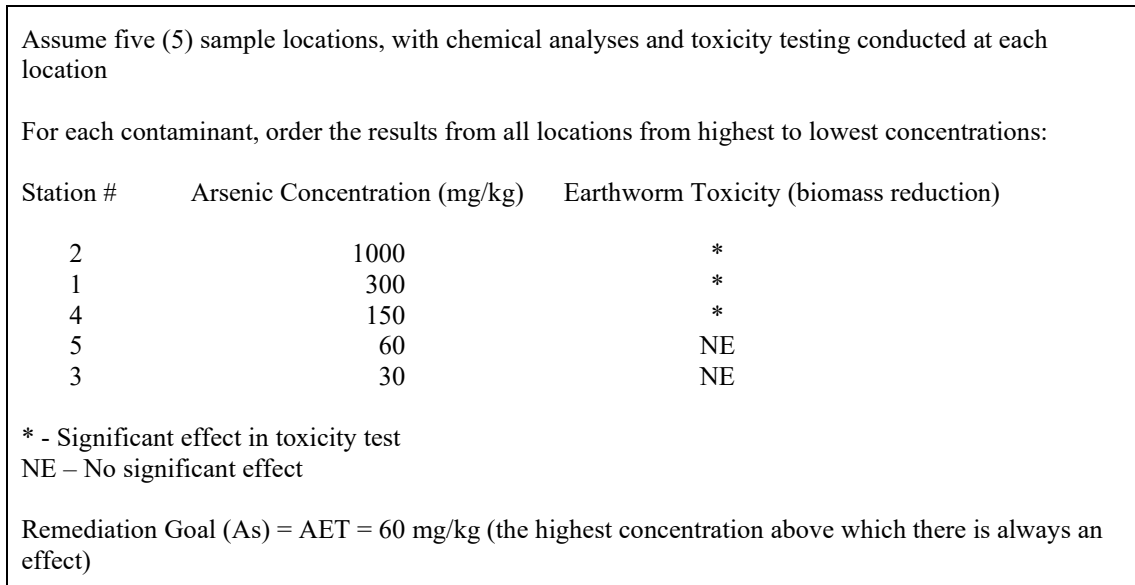 Assume five (5) sample locations, with chemical analyses and toxicity testing conducted at each
location
For each contaminant, order the results from all locations from highest to lowest concentrations:
Station # Arsenic Concentration (mg/kg) Earthworm Toxicity (biomass reduction)
2 1000 *
1 300 *
4 150 *
5 60 NE
3 30 NE
* - Significant effect in toxicity test
NE – No significant effect
Remediation Goal (As) = AET = 60 mg/kg (the highest concentration above which there is always an
effect)